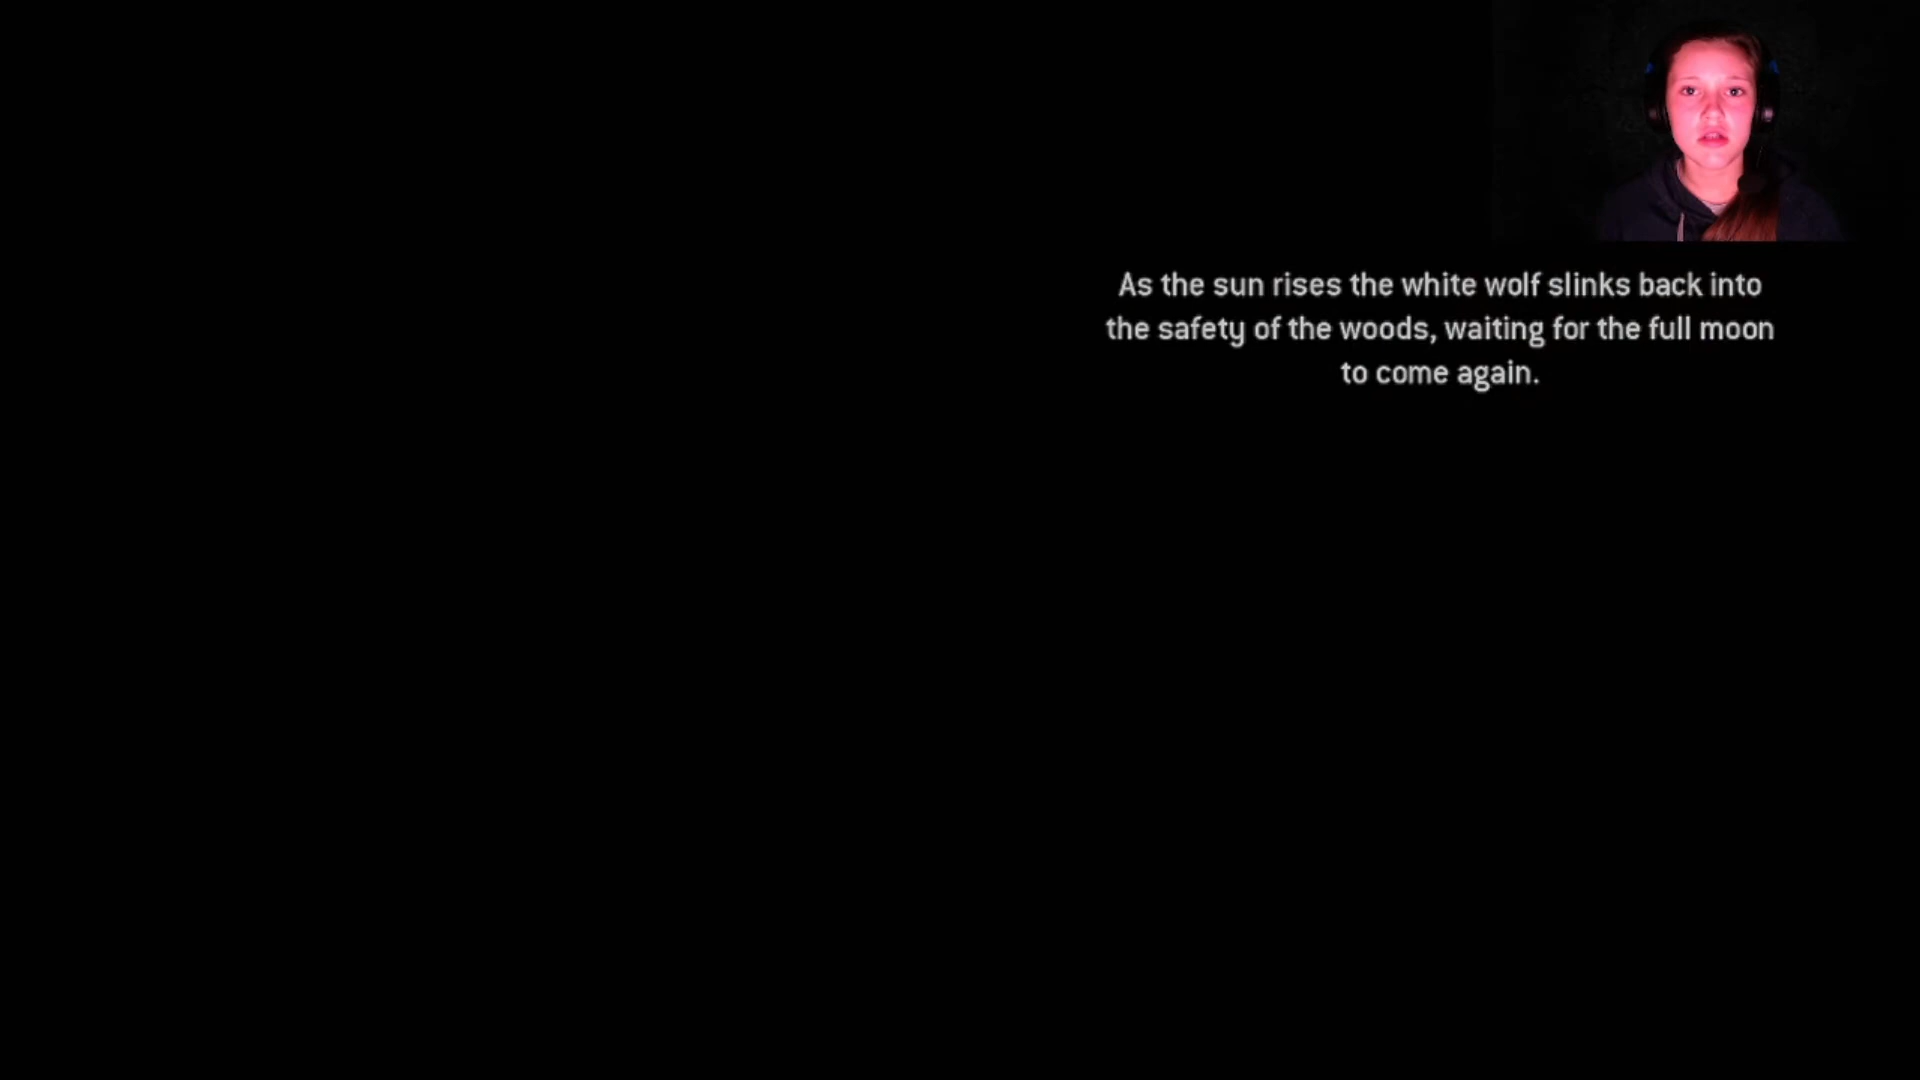 As the sun rises the white wolf slinks back into
the safety of the woods, waiting for the full moon
to come again.